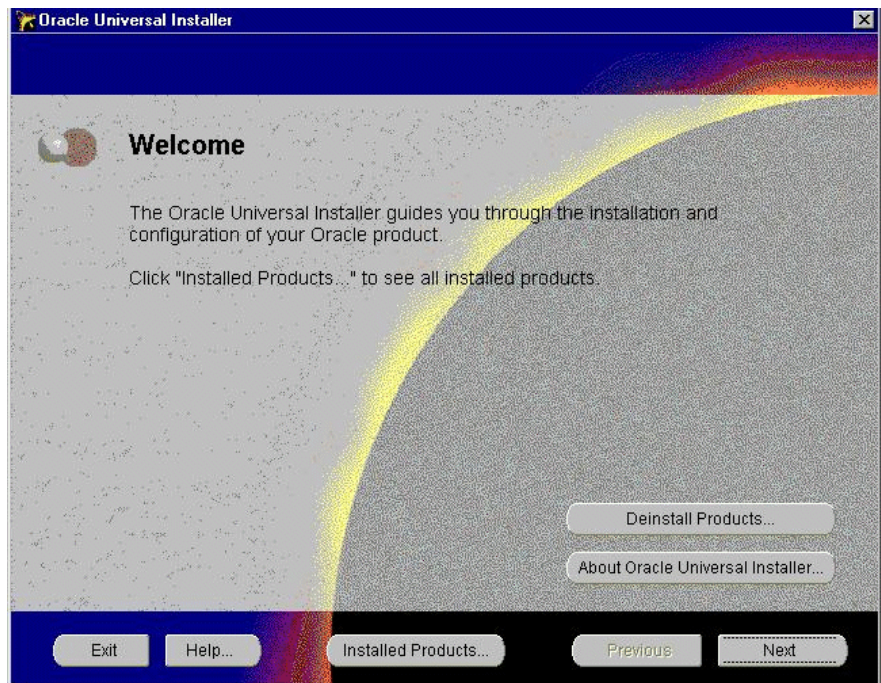 Oracle Universal Installer
Welcome
The Oracle Universal Installer guides you through the installation and
configuration of your Oracle product.
Click "Installed Products..." to see all installed products.
Deinstall Products...
About Oracle Universal Installer...
Exit
Help...
Installed Products...
Previous
Next